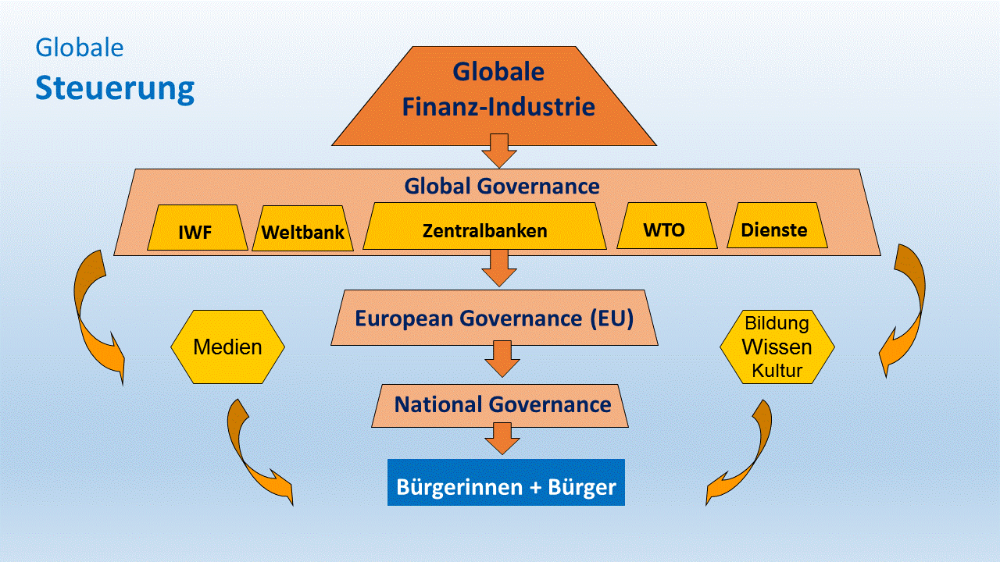 Globale
Steuerung
Globale
Finanz-Industrie
Global Governance
IWF
Weltbank
Zentralbanken
WTO
Dienste
European Governance (EU)
Medien
Bildung
Wissen
Kultur
National Governance
Bürgerinnen + Bürger